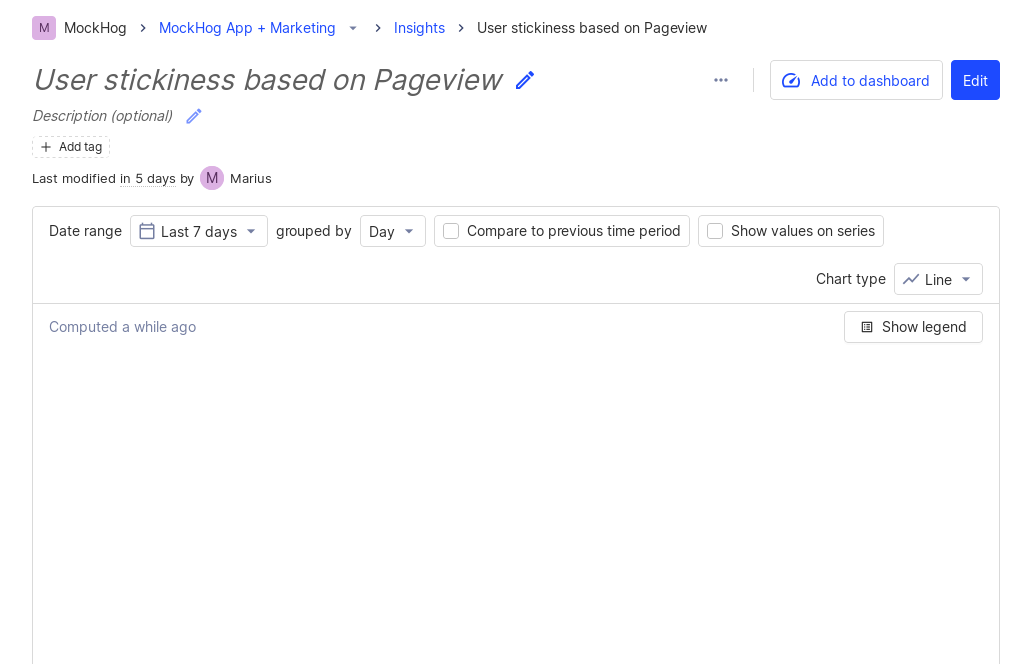 M MockHog MockHog App + Marketing Insights User stickiness based on Pageview
User stickiness based on Pageview
Add to dashboard Edit
Description (optional)
Add tag
Last modified in 5 days by M Marius
Date range Last 7 days grouped by Day Compare to previous time period Show values on series
Chart type Line
Computed a while ago Show legend